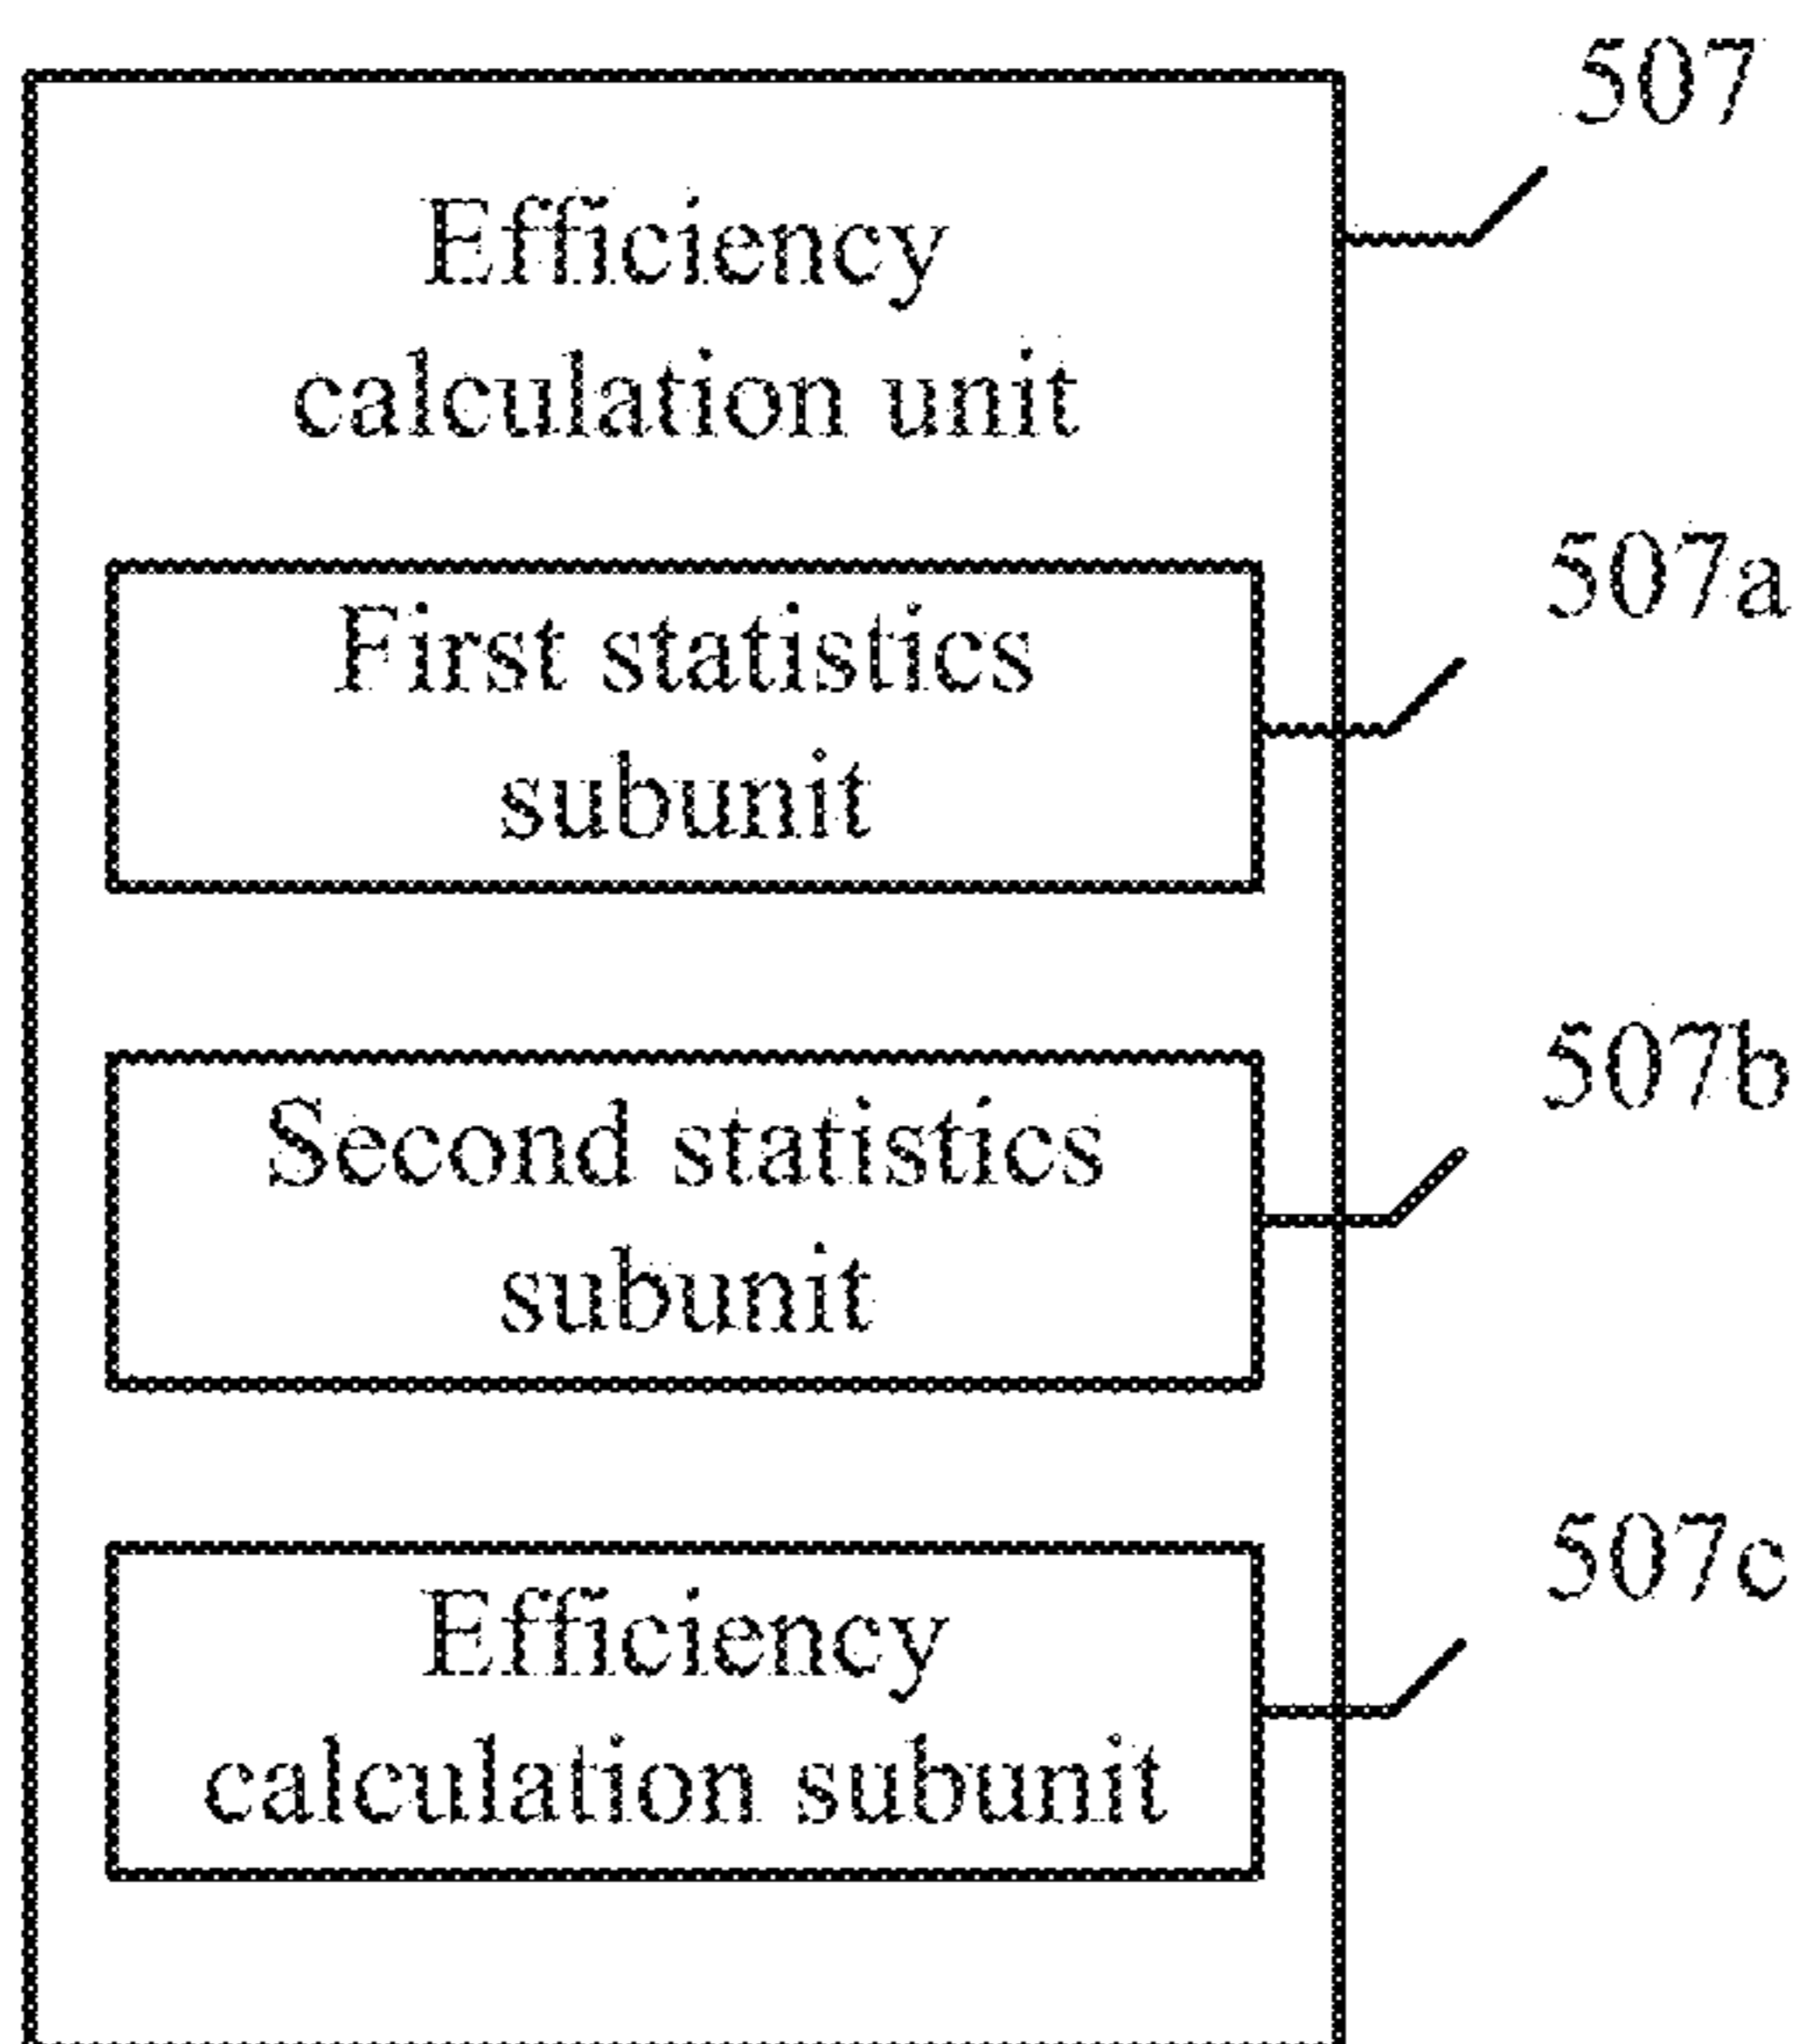 507
Efficiency
calculation unit
507a
First statistics
subunit
507b
Second statistics
subunit
507c
Efficiency
calculation subunit